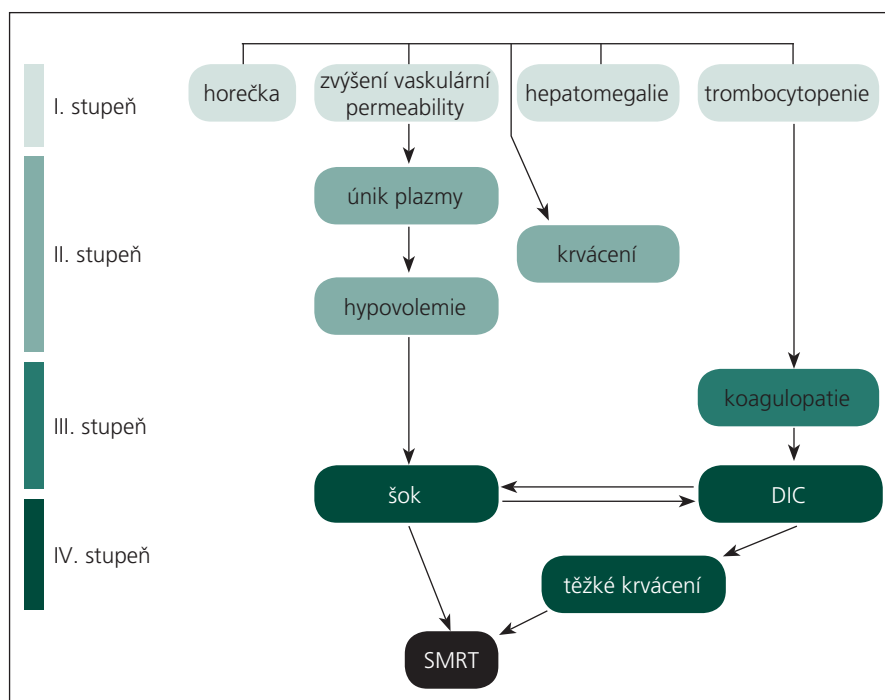 I. stupeň
horečka
zvýšení vaskulární
permeability
hepatomegalie
trombocytopenie
II. stupeň
únik plazmy
krvácení
hypovolemie
III. stupeň
koagulopatie
šok
DIC
IV. stupeň
těžké krvácení
SMRT